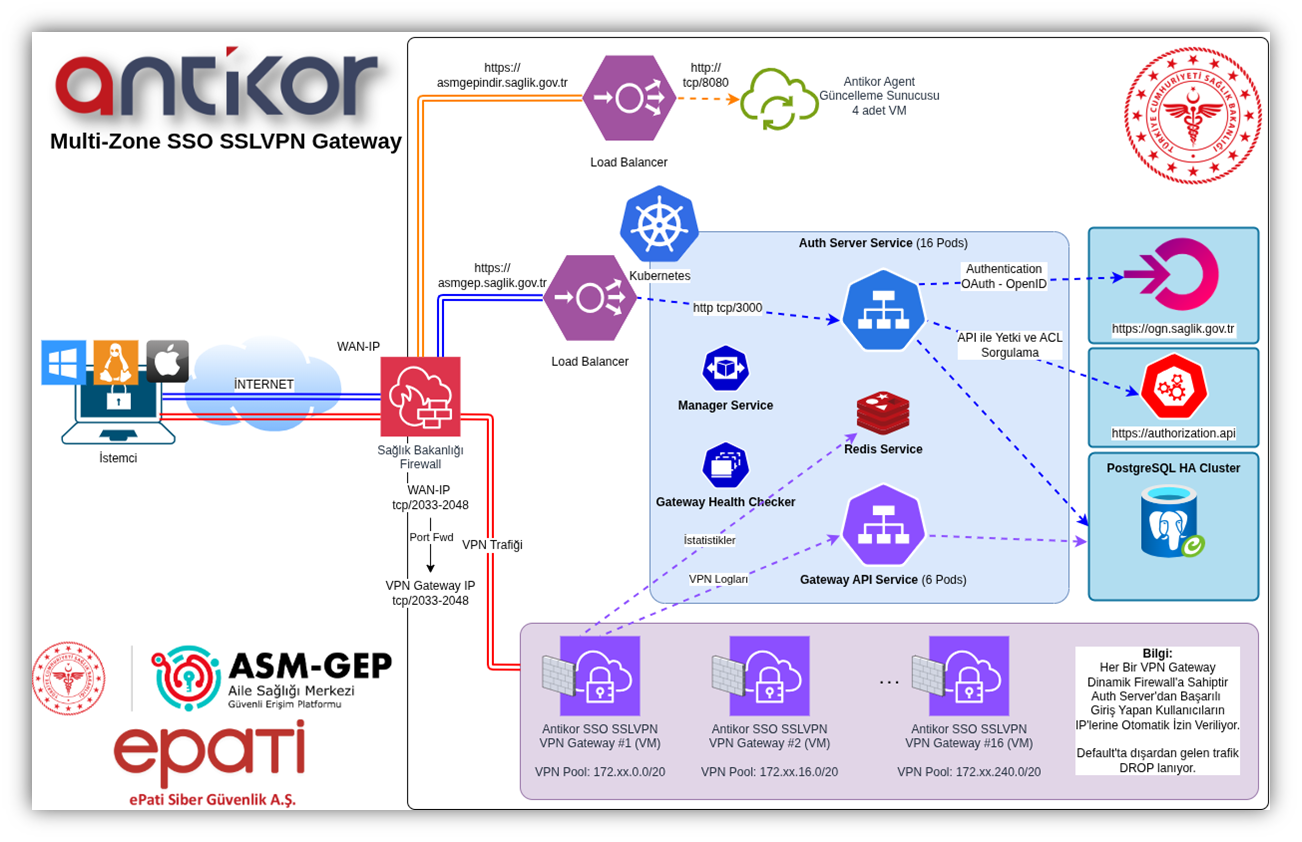 antikor
Multi-Zone SSO SSLVPN Gateway
https://
asmgepindir.saglik.gov.tr
Load Balancer
http://
tcp/8080
Antikor Agent
Güncelleme Sunucusu
4 adet VM
TÜRKİYE CUMHURİYETİ SAĞLIK BAKANLIĞI
https://
asmgep.saglik.gov.tr
Load Balancer
Kubernetes
Auth Server Service (16 Pods)
http tcp/3000
Authentication
OAuth - OpenID
https://ogn.saglik.gov.tr
API ile Yetki ve ACL
Sorgulama
https://authorization.api
PostgreSQL HA Cluster
Manager Service
Redis Service
Gateway Health Checker
İstatistikler
VPN Logları
Gateway API Service (6 Pods)
İNTERNET
İstemci
WAN-IP
Sağlık Bakanlığı
Firewall
WAN-IP
tcp/2033-2048
Port Fwd
VPN Gateway IP
tcp/2033-2048
VPN Trafiği
Antikor SSO SSLVPN
VPN Gateway #1 (VM)
VPN Pool: 172.xx.0.0/20
Antikor SSO SSLVPN
VPN Gateway #2 (VM)
VPN Pool: 172.xx.16.0/20
...
Antikor SSO SSLVPN
VPN Gateway #16 (VM)
VPN Pool: 172.xx.240.0/20
Bilgi:
Her Bir VPN Gateway
Dinamik Firewall'a Sahiptir
Auth Server'dan Başarılı
Giriş Yapan Kullanıcıların
IP'lerine Otomatik İzin Veriliyor.
Default'ta dışardan gelen trafik
DROP lanıyor.
ASM-GEP
Aile Sağlığı Merkezi
Güvenli Erişim Platformu
epati
ePati Siber Güvenlik A.Ş.